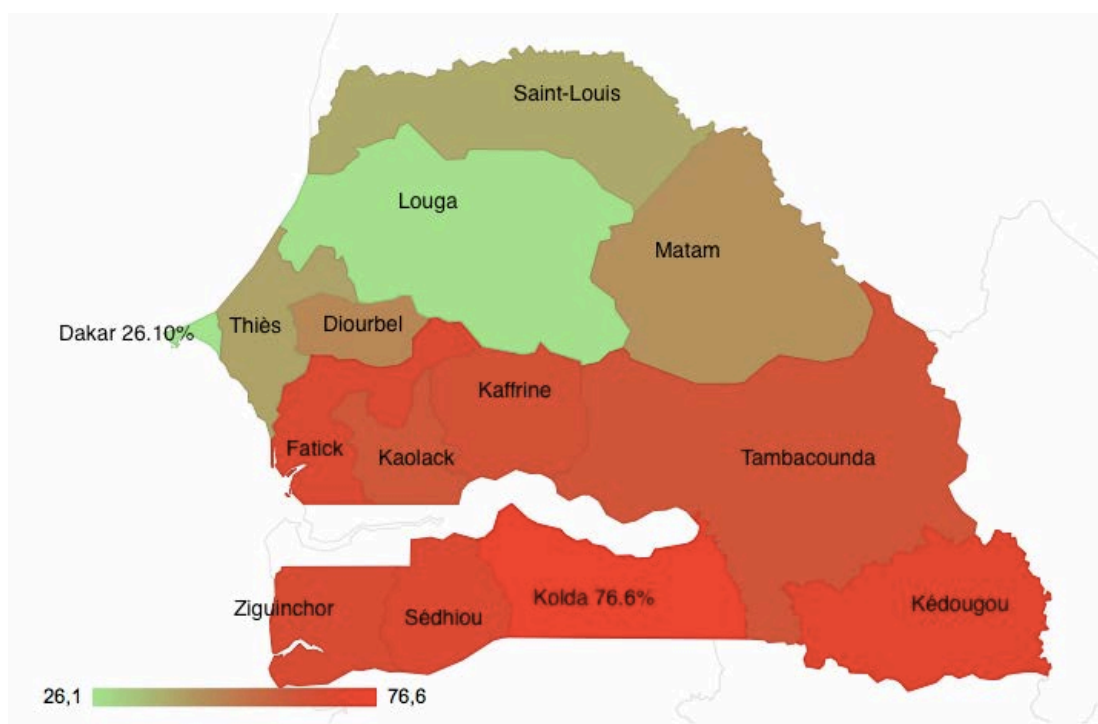 Saint-Louis
Louga
Matam
Dakar 26.10%
Thiès
Diourbel
Kaffrine
Fatick
Kaolack
Tambacounda
Kolda 76.6%
Kédougou
Ziguinchor
Sédhiou
26,1
76,6